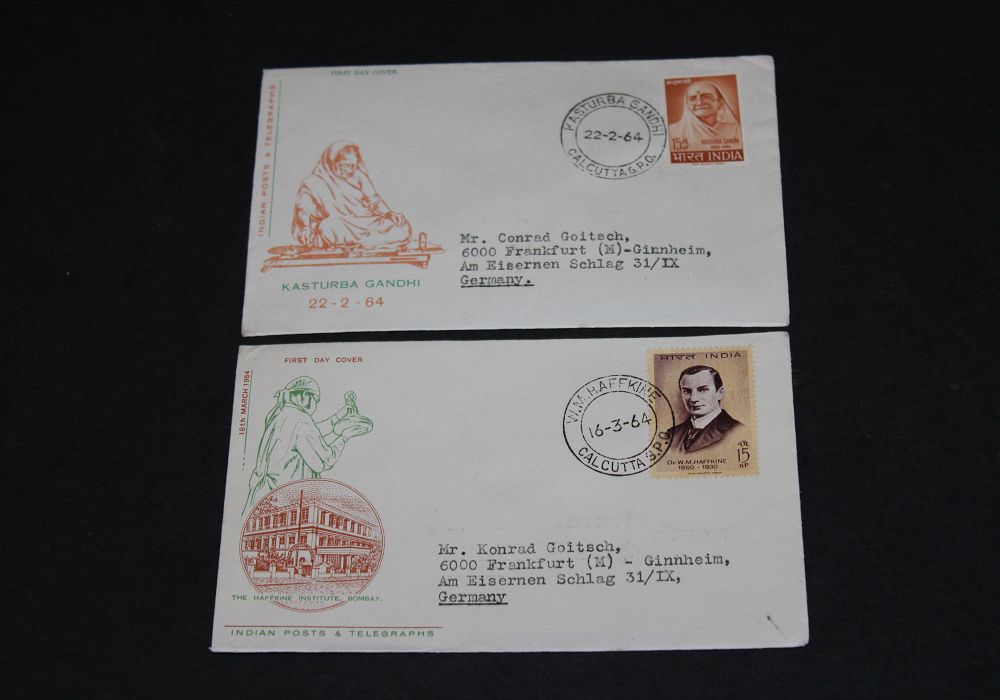 FIRST DAY COVER
INDIAN POSTS & TELEGRAPHS
KASTURBA GANDHI
22-2-64
CALCUTTA G.P.O.
15
KASTURBA GANDHI
भारत INDIA
Mr. Conrad Goitsch,
6000 Frankfurt (M)-Ginnheim,
Am Eisernen Schlag 31/IX
Germany.
KASTURBA GANDHI
22-2-64
FIRST DAY COVER
16th MARCH 1964
W.M.HAFFKINE
16-3-64
CALCUTTA G.P.O.
भारत INDIA
Dr. W.M. HAFFKINE
1860-1930
न.पै.
15
nP
Mr. Konrad Goitsch,
6000 Frankfurt (M) - Ginnheim,
Am Eisernen Schlag 31/IX,
Germany
THE HAFFKINE INSTITUTE, BOMBAY.
INDIAN POSTS & TELEGRAPHS